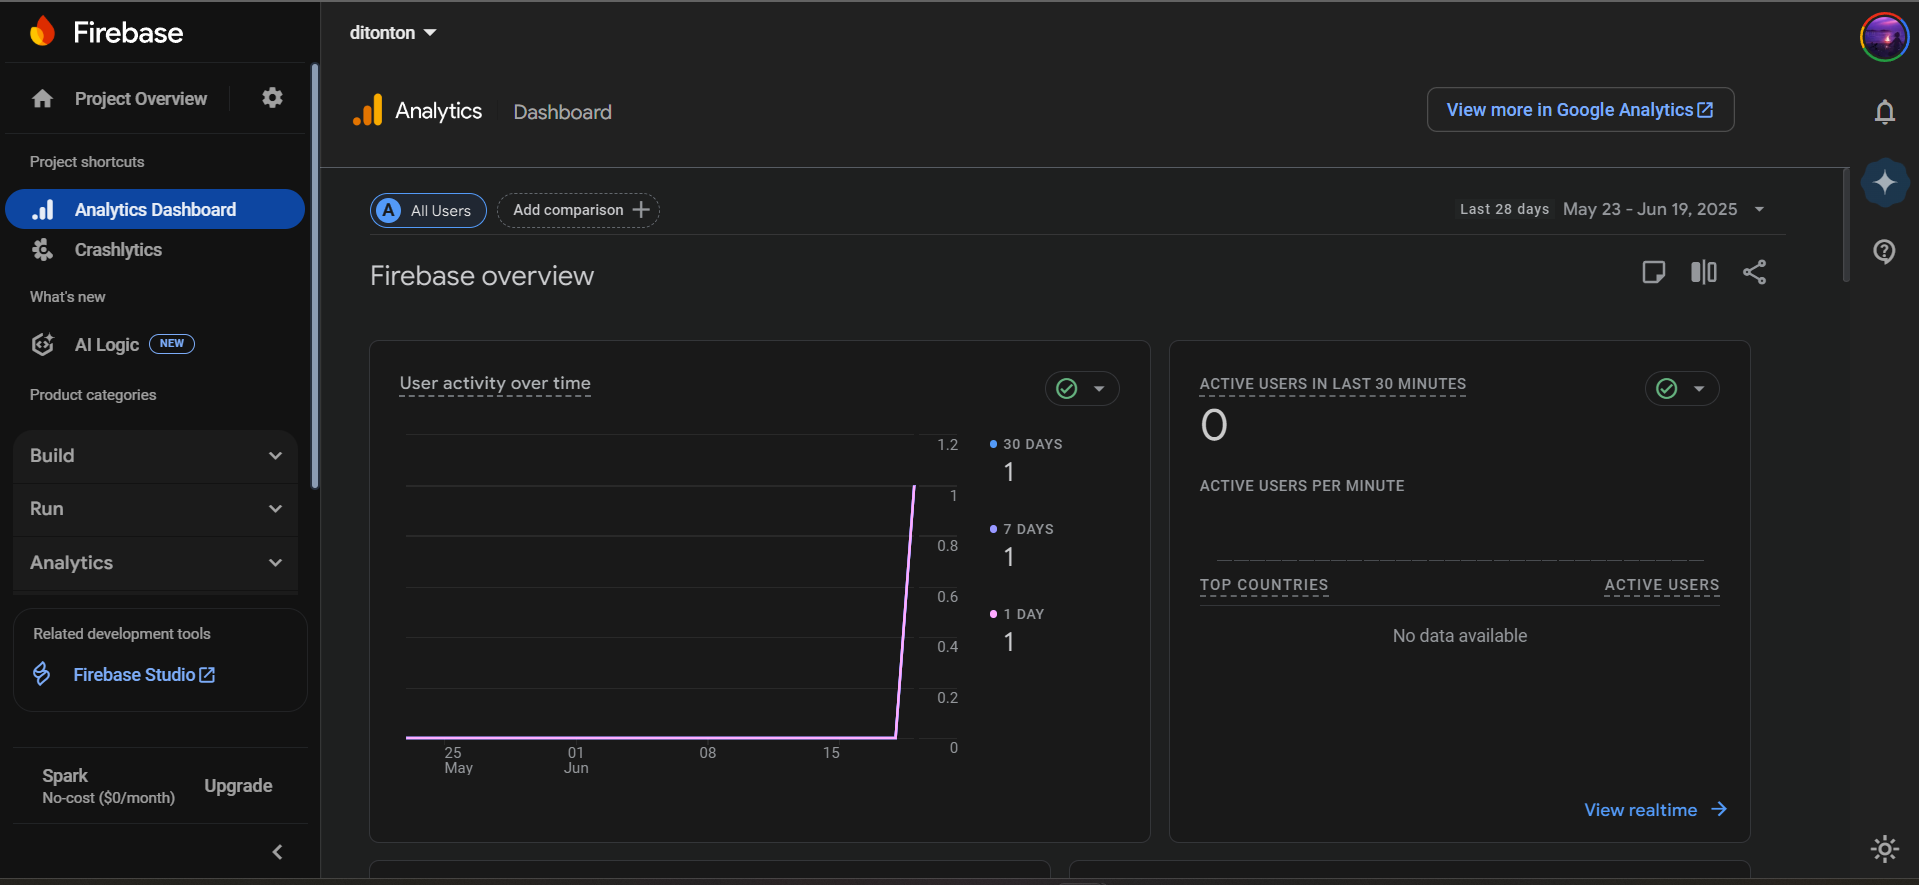 Firebase
Project Overview
Project shortcuts
Analytics Dashboard
Crashlytics
What's new
AI Logic NEW
Product categories
Build
Run
Analytics
Related development tools
Firebase Studio
Spark
No-cost ($0/month)
Upgrade
ditonton
Analytics Dashboard
View more in Google Analytics
A All Users
Add comparison
Last 28 days May 23 - Jun 19, 2025
Firebase overview
User activity over time
1.2
1
0.8
0.6
0.4
0.2
0
25
May
01
Jun
08
15
30 DAYS
1
7 DAYS
1
1 DAY
1
ACTIVE USERS IN LAST 30 MINUTES
0
ACTIVE USERS PER MINUTE
TOP COUNTRIES ACTIVE USERS
No data available
View realtime